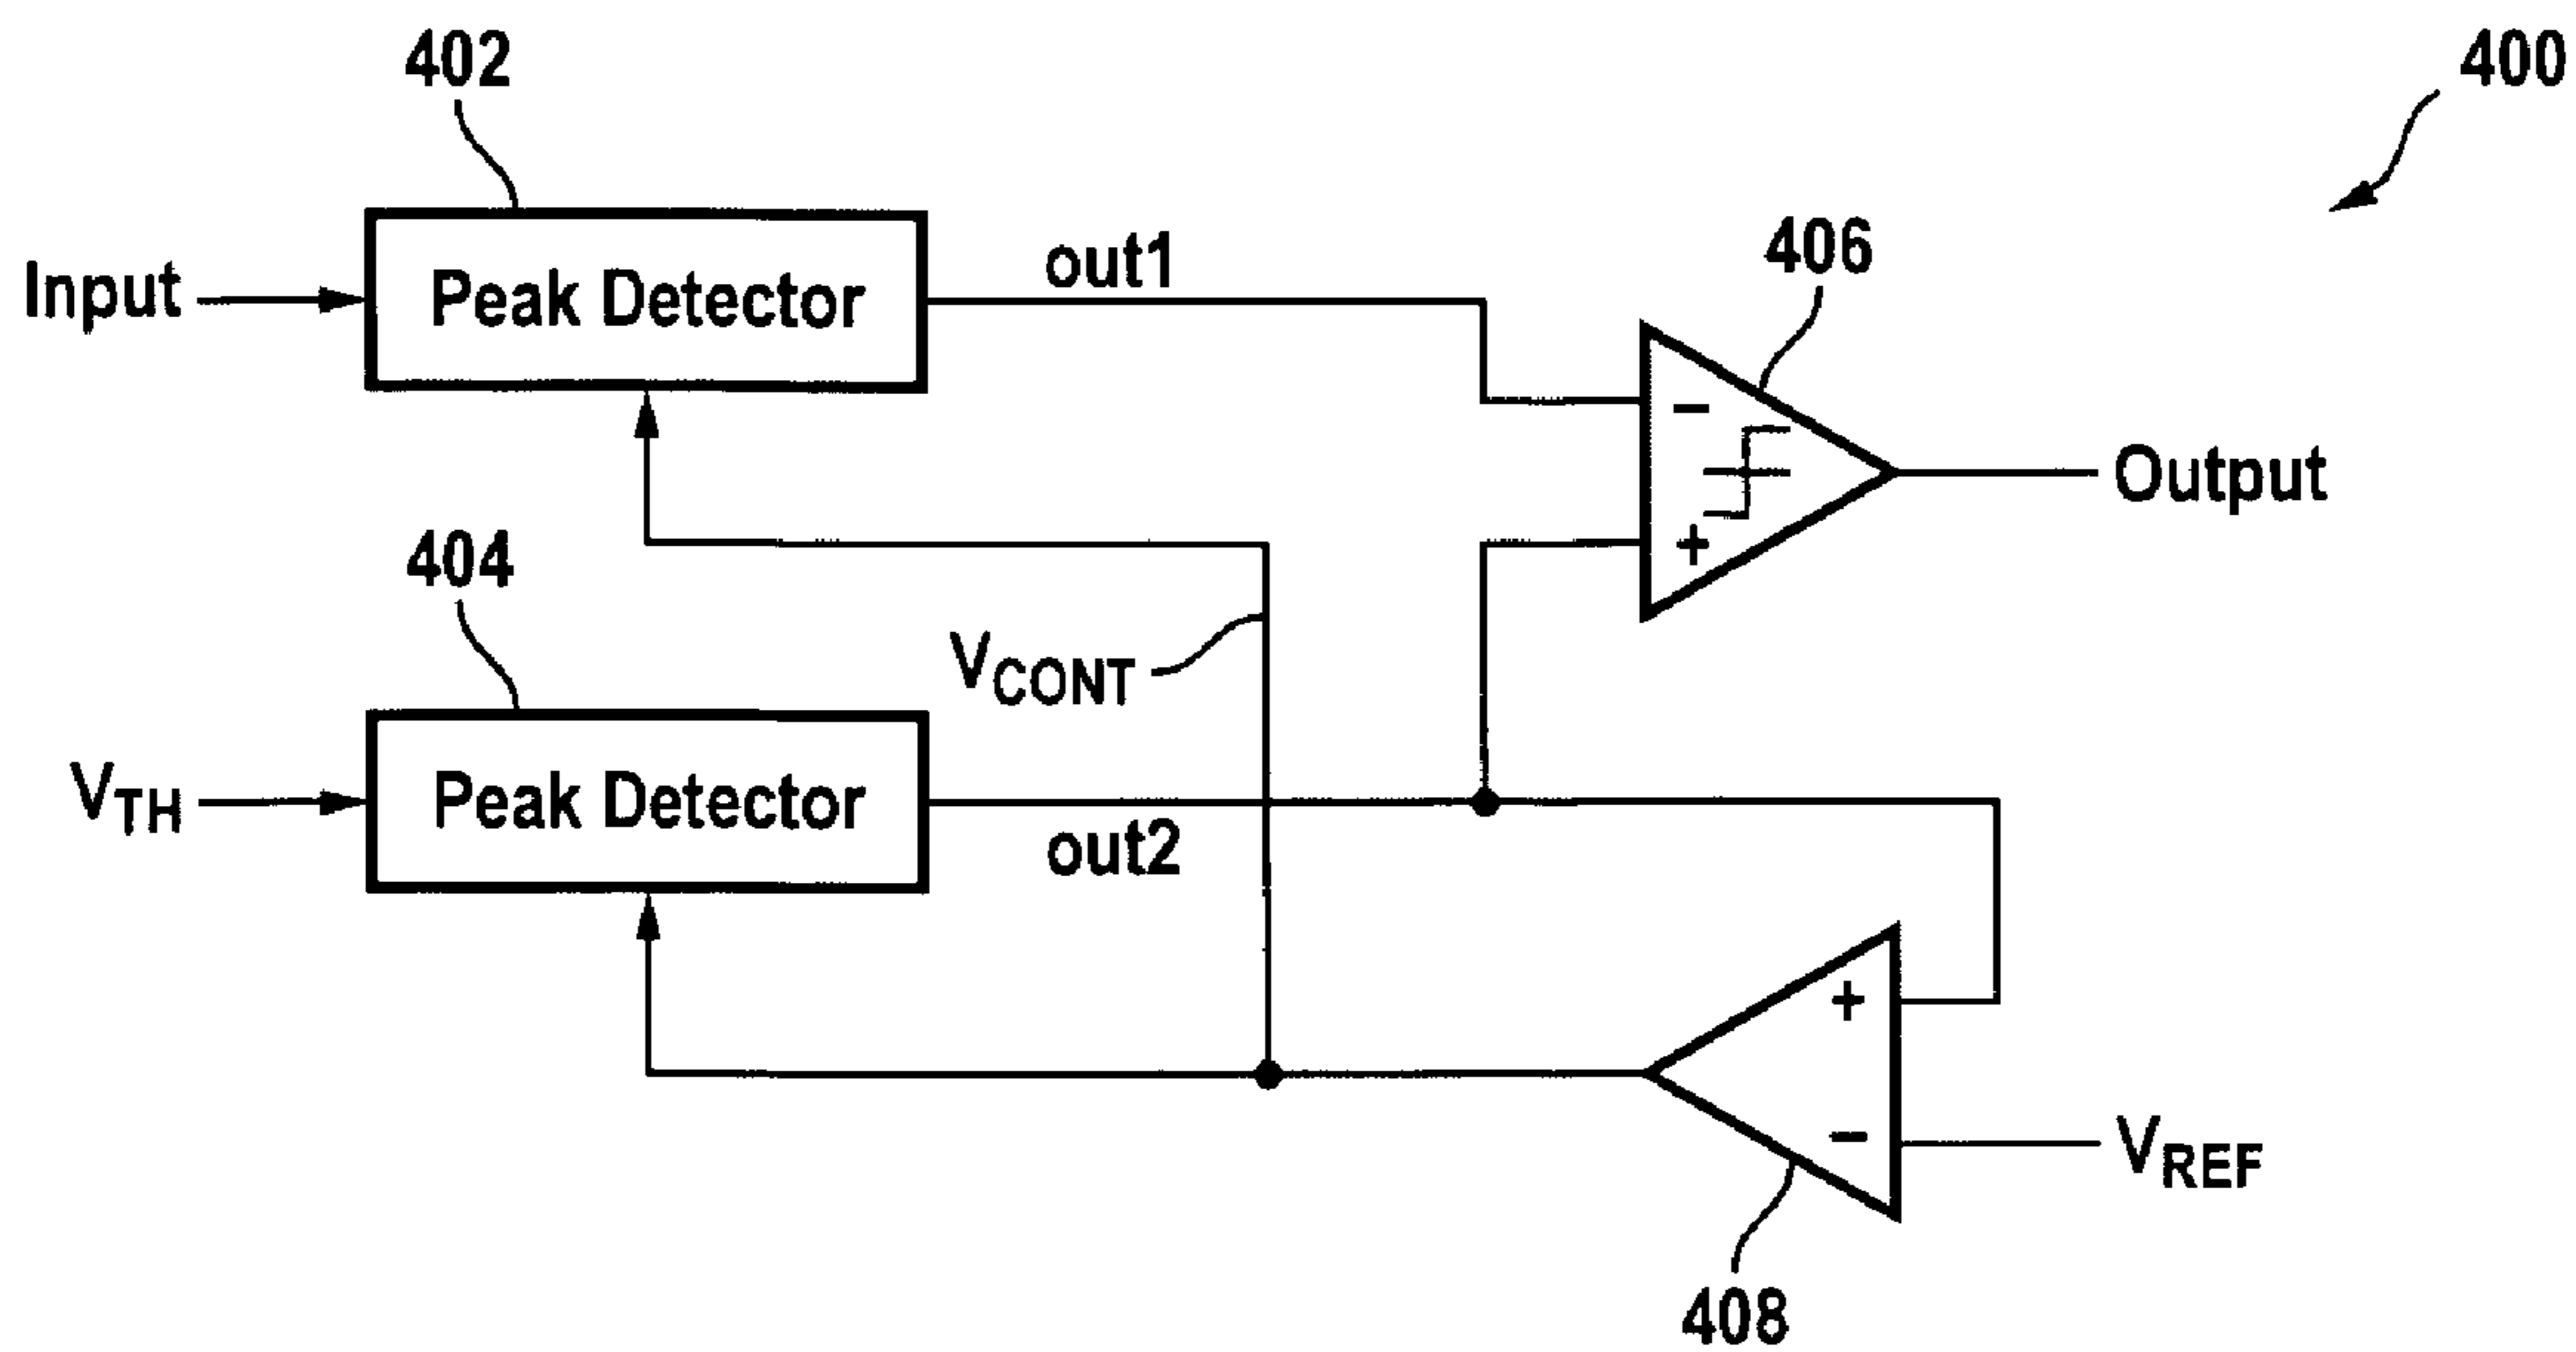 402
400
Input
Peak Detector
out1
406
−
+
Output
404
VCONT
VTH
Peak Detector
out2
+
−
VREF
408